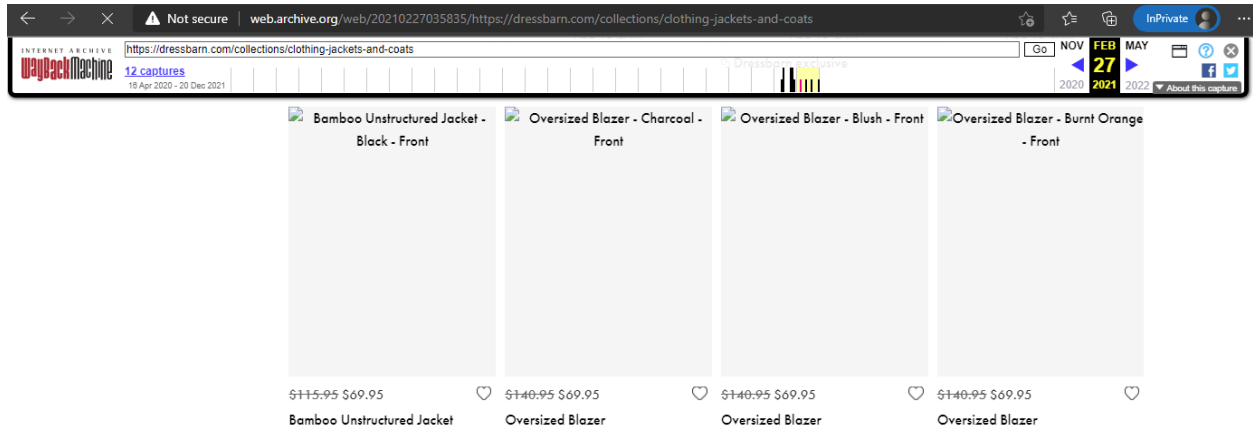 Not secure | web.archive.org/web/20210227035835/https://dressbarn.com/collections/clothing-jackets-and-coats InPrivate
INTERNET ARCHIVE
WayBackMachine
https://dressbarn.com/collections/clothing-jackets-and-coats Go
12 captures
16 Apr 2020 - 20 Dec 2021
Dressbarn exclusive
NOV FEB MAY
27
2020 2021 2022
About this capture
Bamboo Unstructured Jacket -
Black - Front
Oversized Blazer - Charcoal -
Front
Oversized Blazer - Blush - Front
Oversized Blazer - Burnt Orange
- Front
$115.95 $69.95
Bamboo Unstructured Jacket
$140.95 $69.95
Oversized Blazer
$140.95 $69.95
Oversized Blazer
$140.95 $69.95
Oversized Blazer